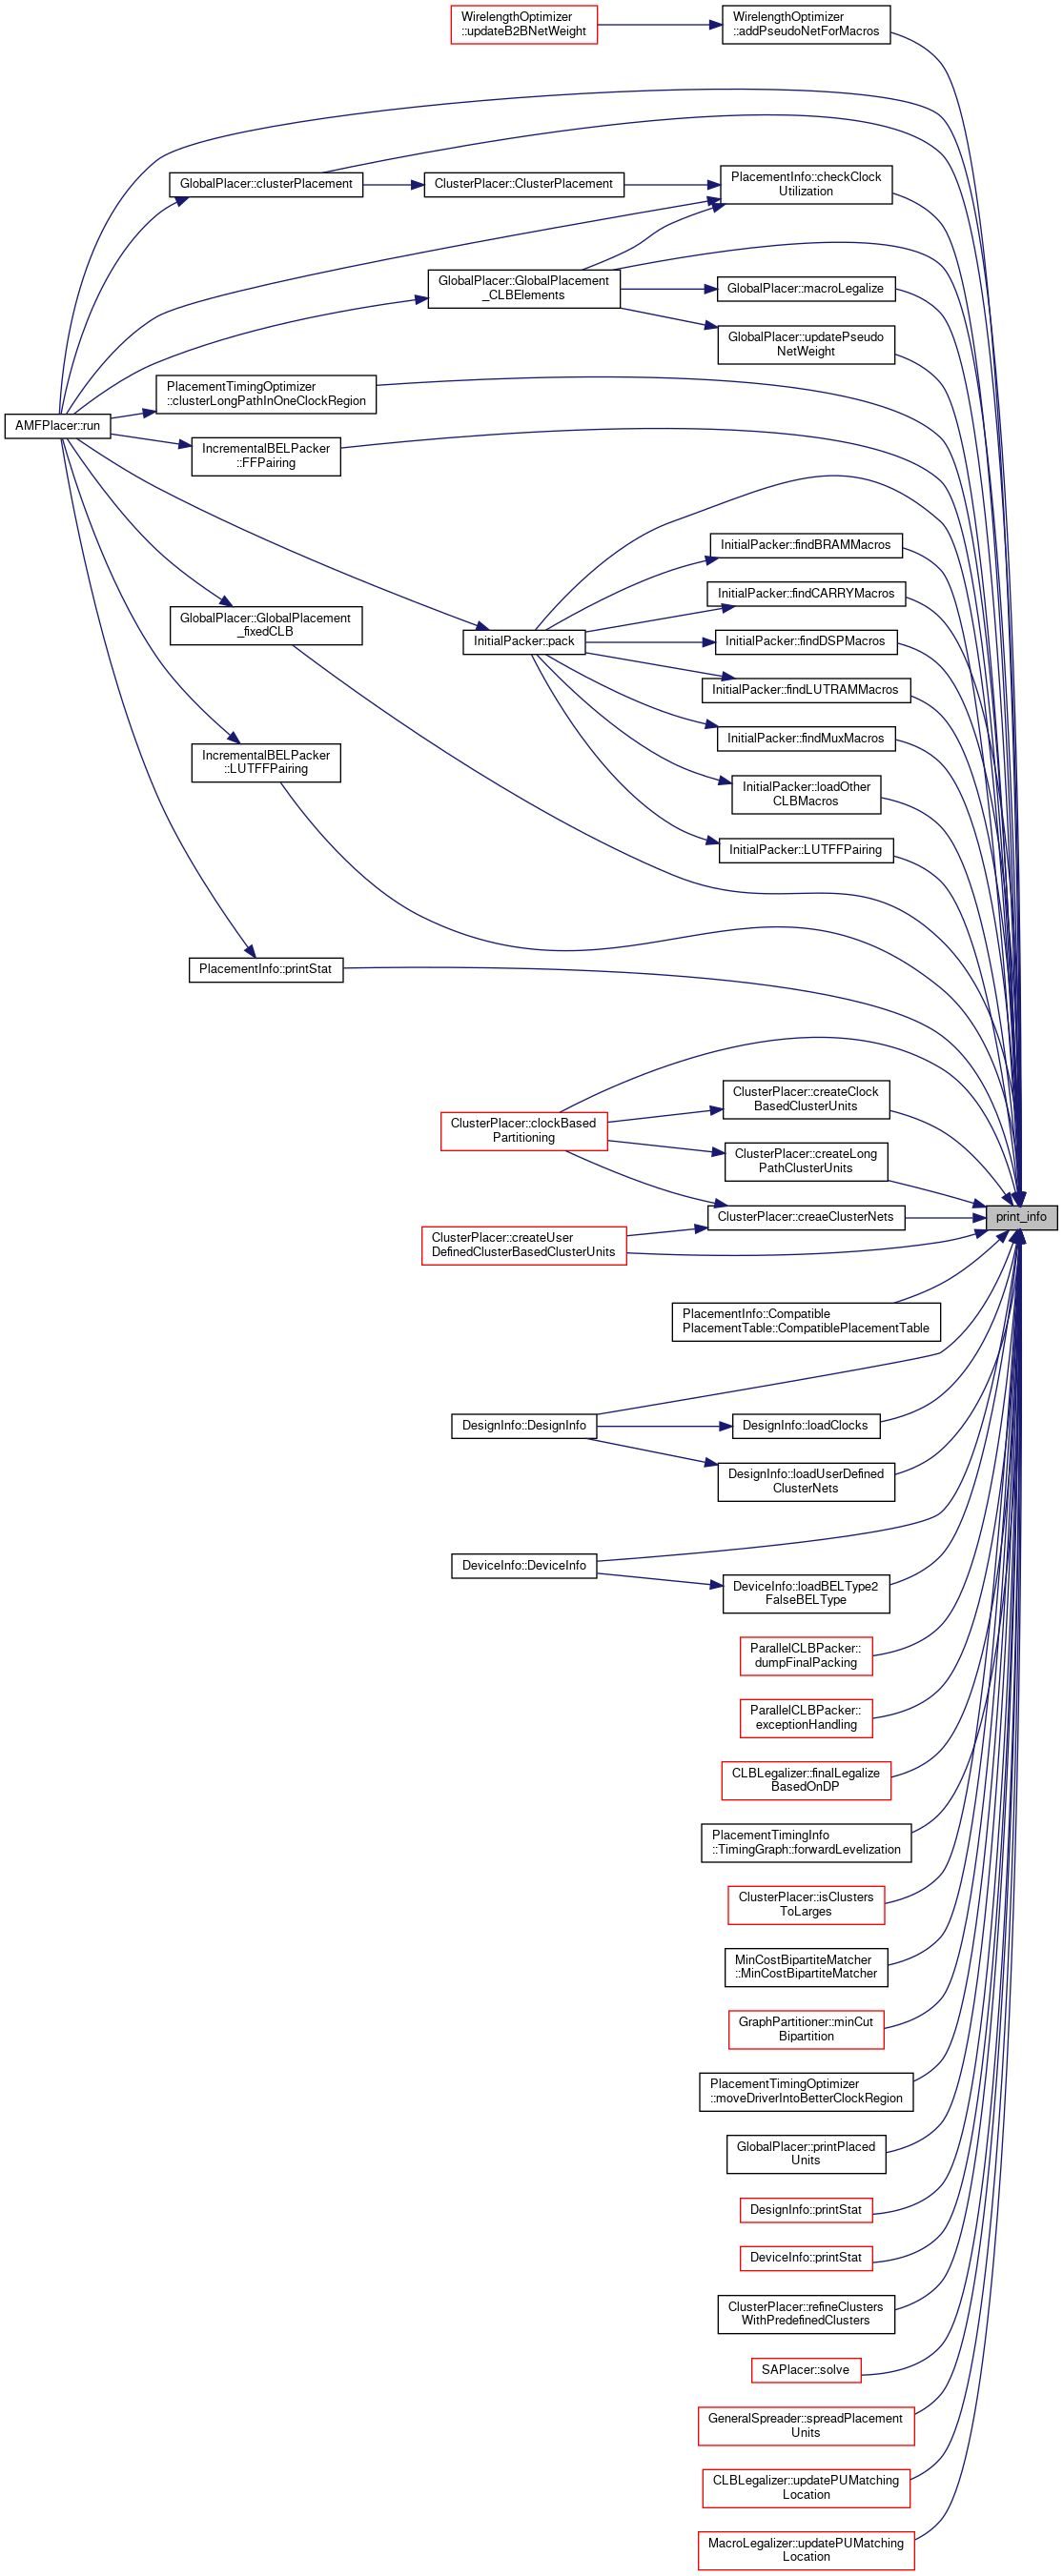 WirelengthOptimizer
::updateB2BNetWeight
WirelengthOptimizer
::addPseudoNetForMacros
GlobalPlacer::clusterPlacement
ClusterPlacer::ClusterPlacement
PlacementInfo::checkClock
Utilization
GlobalPlacer::GlobalPlacement
_CLBElements
GlobalPlacer::macroLegalize
GlobalPlacer::updatePseudo
NetWeight
PlacementTimingOptimizer
::clusterLongPathInOneClockRegion
AMFPlacer::run
IncrementalBELPacker
::FFPairing
InitialPacker::findBRAMMacros
InitialPacker::findCARRYMacros
GlobalPlacer::GlobalPlacement
_fixedCLB
InitialPacker::pack
InitialPacker::findDSPMacros
InitialPacker::findLUTRAMMacros
InitialPacker::findMuxMacros
IncrementalBELPacker
::LUTFFPairing
InitialPacker::loadOther
CLBMacros
InitialPacker::LUTFFPairing
PlacementInfo::printStat
ClusterPlacer::createClock
BasedClusterUnits
ClusterPlacer::clockBased
Partitioning
ClusterPlacer::createLong
PathClusterUnits
ClusterPlacer::creaeClusterNets
print_info
ClusterPlacer::createUser
DefinedClusterBasedClusterUnits
PlacementInfo::Compatible
PlacementTable::CompatiblePlacementTable
DesignInfo::DesignInfo
DesignInfo::loadClocks
DesignInfo::loadUserDefined
ClusterNets
DeviceInfo::DeviceInfo
DeviceInfo::loadBELType2
FalseBELType
ParallelCLBPacker::
dumpFinalPacking
ParallelCLBPacker::
exceptionHandling
CLBLegalizer::finalLegalize
BasedOnDP
PlacementTimingInfo
::TimingGraph::forwardLevelization
ClusterPlacer::isClusters
ToLarges
MinCostBipartiteMatcher
::MinCostBipartiteMatcher
GraphPartitioner::minCut
Bipartition
PlacementTimingOptimizer
::moveDriverIntoBetterClockRegion
GlobalPlacer::printPlaced
Units
DesignInfo::printStat
DeviceInfo::printStat
ClusterPlacer::refineClusters
WithPredefinedClusters
SAPlacer::solve
GeneralSpreader::spreadPlacement
Units
CLBLegalizer::updatePUMatching
Location
MacroLegalizer::updatePUMatching
Location